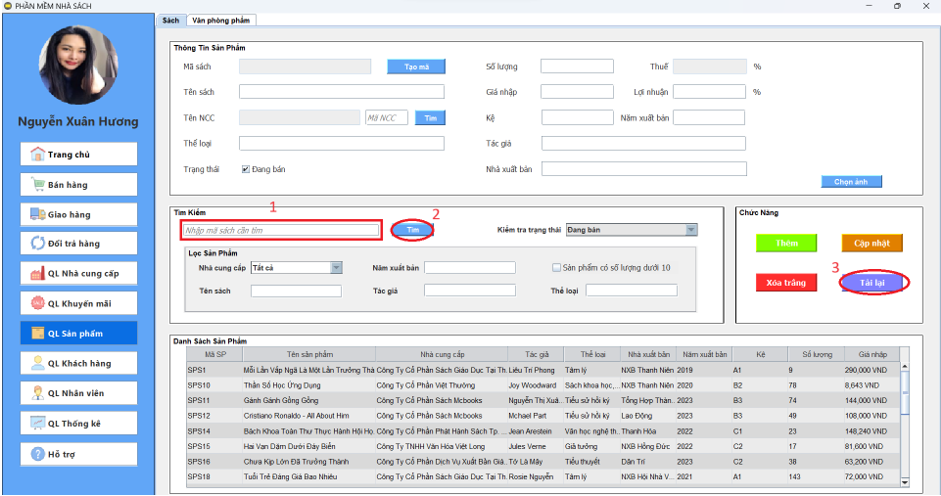 PHẦN MỀM NHÀ SÁCH
Sách Văn phòng phẩm
Nguyễn Xuân Hương
Trang chủ
Bán hàng
Giao hàng
Đổi trả hàng
QL Nhà cung cấp
QL Khuyến mãi
QL Sản phẩm
QL Khách hàng
QL Nhân viên
QL Thống kê
Hỗ trợ
Thông Tin Sản Phẩm
Mã sách Tạo mã Số lượng Thuế %
Tên sách Giá nhập Lợi nhuận %
Tên NCC Mã NCC Tìm Kệ Năm xuất bản
Thể loại Tác giả
Trạng thái Đang bán Nhà xuất bản
Chọn ảnh
Tìm Kiếm
1 2
Nhập mã sách cần tìm Tìm Kiểm tra trạng thái Đang bán
Lọc Sản Phẩm
Nhà cung cấp Tất cả Năm xuất bản Sản phẩm có số lượng dưới 10
Tên sách Tác giả Thể loại
Chức Năng
Thêm Cập nhật
3
Xóa trắng Tải lại
Danh Sách Sản Phẩm
Mã SP Tên sản phẩm Nhà cung cấp Tác giả Thể loại Nhà xuất bản Năm xuất bản Kệ Số lượng Giá nhập
SPS1 Mỗi Lần Vấp Ngã Là Một Lần Trưởng Thà Công Ty Cổ Phần Sách Giáo Dục Tại Th. Liêu Trí Phong Tâm lý NXB Thanh Niên 2019 A1 9 290,000 VND
SPS10 Thần Số Học Ứng Dụng Công Ty Cổ Phần Việt Thường Joy Woodward Sách khoa học,... NXB Thanh Niên 2020 B2 78 8,643 VND
SPS11 Gánh Gánh Gồng Gồng Công Ty Cổ Phần Sách Mcbooks Nguyễn Thị Xuâ... Tiểu sử hồi ký Tổng Hợp Thàn... 2023 B3 74 144,000 VND
SPS12 Cristiano Ronaldo - All About Him Công Ty Cổ Phần Sách Mcbooks Mchael Part Tiểu sử hồi ký Lao Động 2023 B3 49 108,000 VND
SPS14 Bách Khoa Toàn Thư Thực Hành Hội Họ. Công Ty Cổ Phần Phát Hành Sách Tp. ... Jean Arestein Văn học nghệ th... Thanh Hóa 2022 C1 23 148,240 VND
SPS15 Hai Vạn Dặm Dưới Đáy Biển Công Ty TNHH Văn Hóa Việt Long Jules Verne Giả tưởng NXB Hồng Đức 2022 C2 17 81,600 VND
SPS16 Chưa Kịp Lớn Đã Trưởng Thành Công Ty Cổ Phần Dịch Vụ Xuất Bản Giá.. Tớ Là Mây Tiểu thuyết Dân Trí 2023 C2 38 63,200 VND
SPS18 Tuổi Trẻ Đáng Giá Bao Nhiêu Công Ty Cổ Phần Sách Giáo Dục Tại Th. Rosie Nguyễn Tâm lý NXB Hội Nhà V... 2021 A1 143 72,000 VND